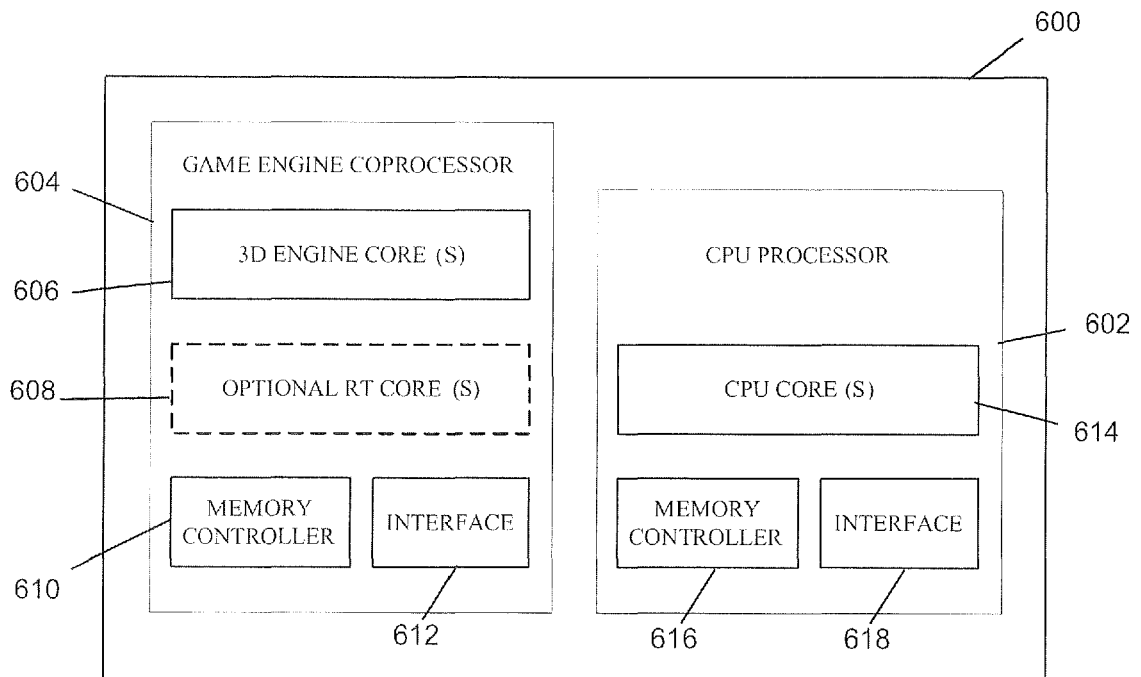 600
GAME ENGINE COPROCESSOR
604
3D ENGINE CORE (S)
606
OPTIONAL RT CORE (S)
608
MEMORY
CONTROLLER
610
INTERFACE
612
CPU PROCESSOR
602
CPU CORE (S)
614
MEMORY
CONTROLLER
616
INTERFACE
618